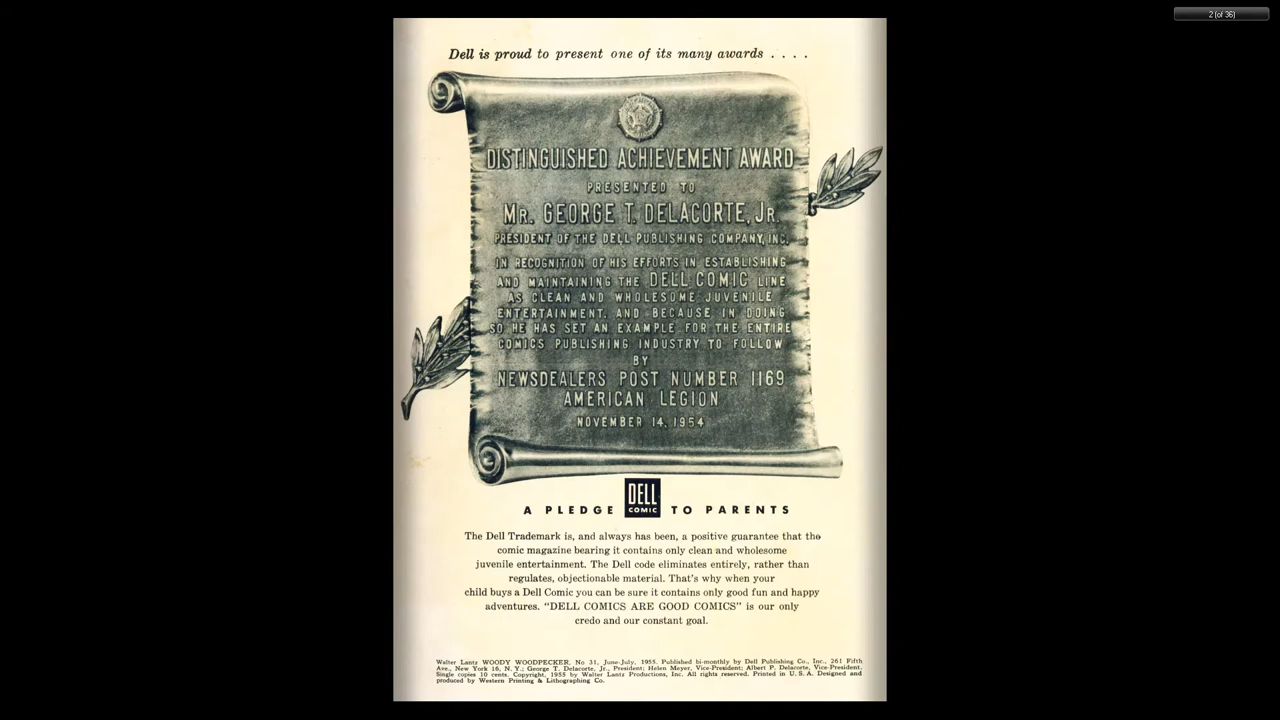 2 (of 36)
Dell is proud to present one of its many awards . . . .
DISTINGUISHED ACHIEVEMENT AWARD
PRESENTED TO
MR. GEORGE T. DELACORTE, JR.
PRESIDENT OF THE DELL PUBLISHING COMPANY, INC.
IN RECOGNITION OF HIS EFFORTS IN ESTABLISHING
AND MAINTAINING THE DELL COMIC LINE
AS CLEAN AND WHOLESOME JUVENILE
ENTERTAINMENT, AND BECAUSE IN DOING
SO HE HAS SET AN EXAMPLE FOR THE ENTIRE
COMICS PUBLISHING INDUSTRY TO FOLLOW
BY
NEWSDEALERS POST NUMBER 1169
AMERICAN LEGION
NOVEMBER 14, 1954
DELL
COMIC
A PLEDGE TO PARENTS
The Dell Trademark is, and always has been, a positive guarantee that the
comic magazine bearing it contains only clean and wholesome
juvenile entertainment. The Dell code eliminates entirely, rather than
regulates, objectionable material. That's why when your
child buys a Dell Comic you can be sure it contains only good fun and happy
adventures. "DELL COMICS ARE GOOD COMICS" is our only
credo and our constant goal.
Walter Lantz WOODY WOODPECKER, No 31, June-July, 1955. Published bi-monthly by Dell Publishing Co., Inc., 261 Fifth
Ave., New York 16, N. Y.; George T. Delacorte, Jr., President; Helen Meyer, Vice-President; Albert P. Delacorte, Vice-President.
Single copies 10 cents. Copyright, 1955 by Walter Lantz Productions, Inc. All rights reserved. Printed in U. S. A. Designed and
produced by Western Printing & Lithographing Co.